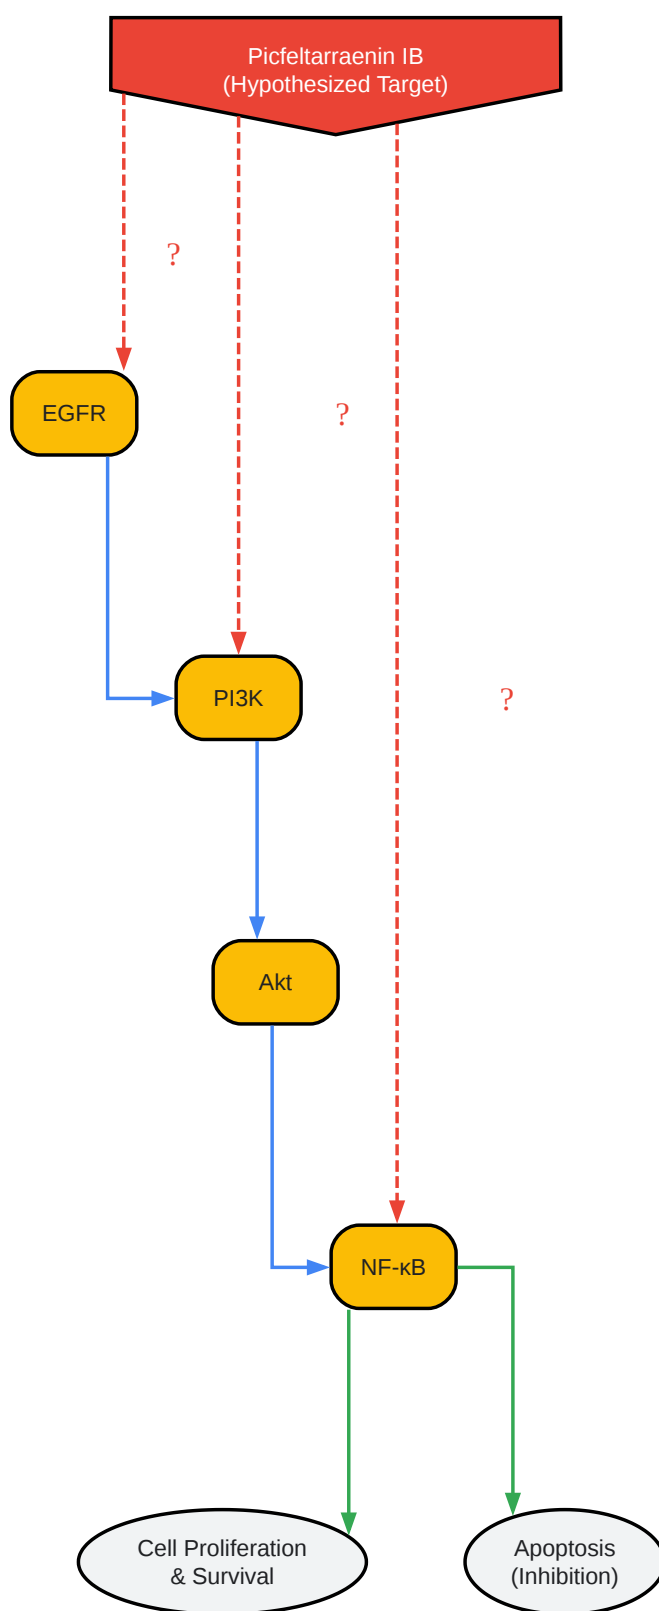 Picfeltarraenin IB
(Hypothesized Target)
?
EGFR
?
PI3K
?
Akt
NF-κB
Cell Proliferation
& Survival
Apoptosis
(Inhibition)